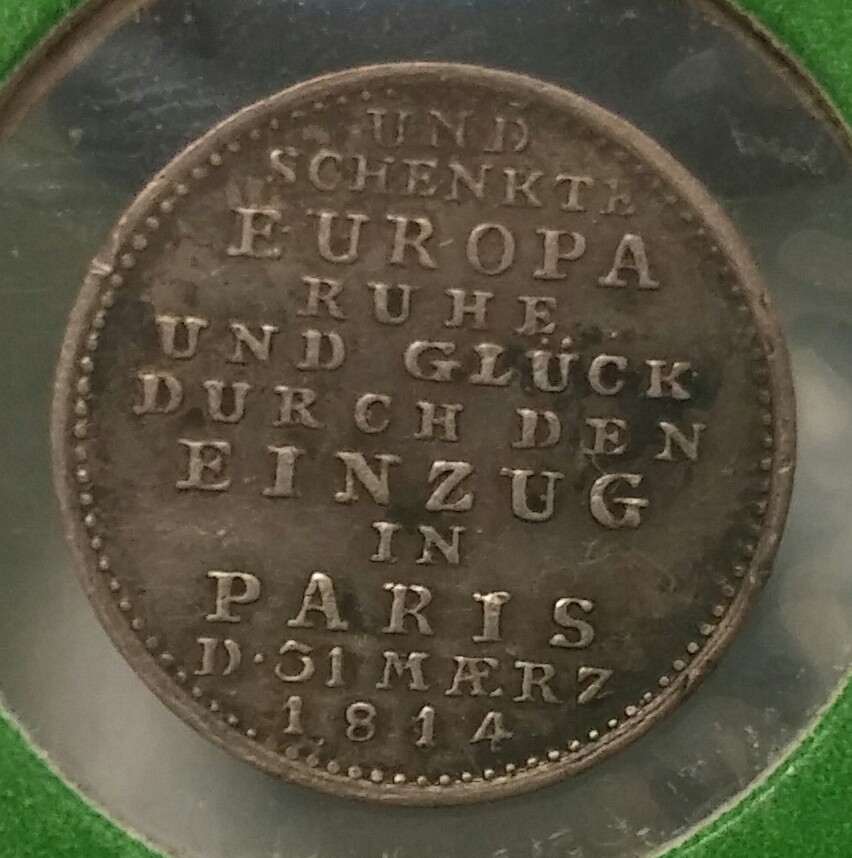 UND
SCHENKTE
EUROPA
RUHE
UND GLÜCK
DURCH DEN
EINZUG
IN
PARIS
D·31 MÆRZ
1814